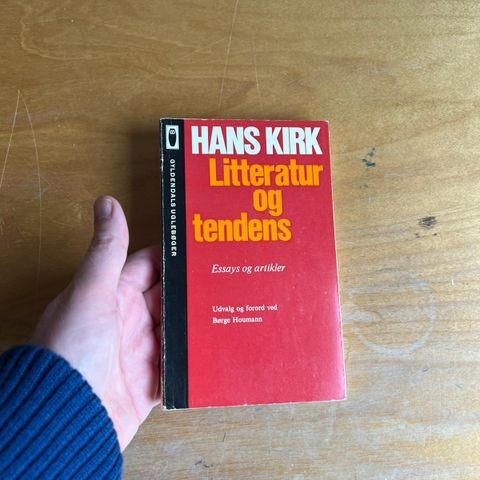 HANS KIRK
Litteratur
og
tendens
Essays og artikler
Udvalg og forord ved
Børge Houmann
GYLDENDALS UGLEBØGER